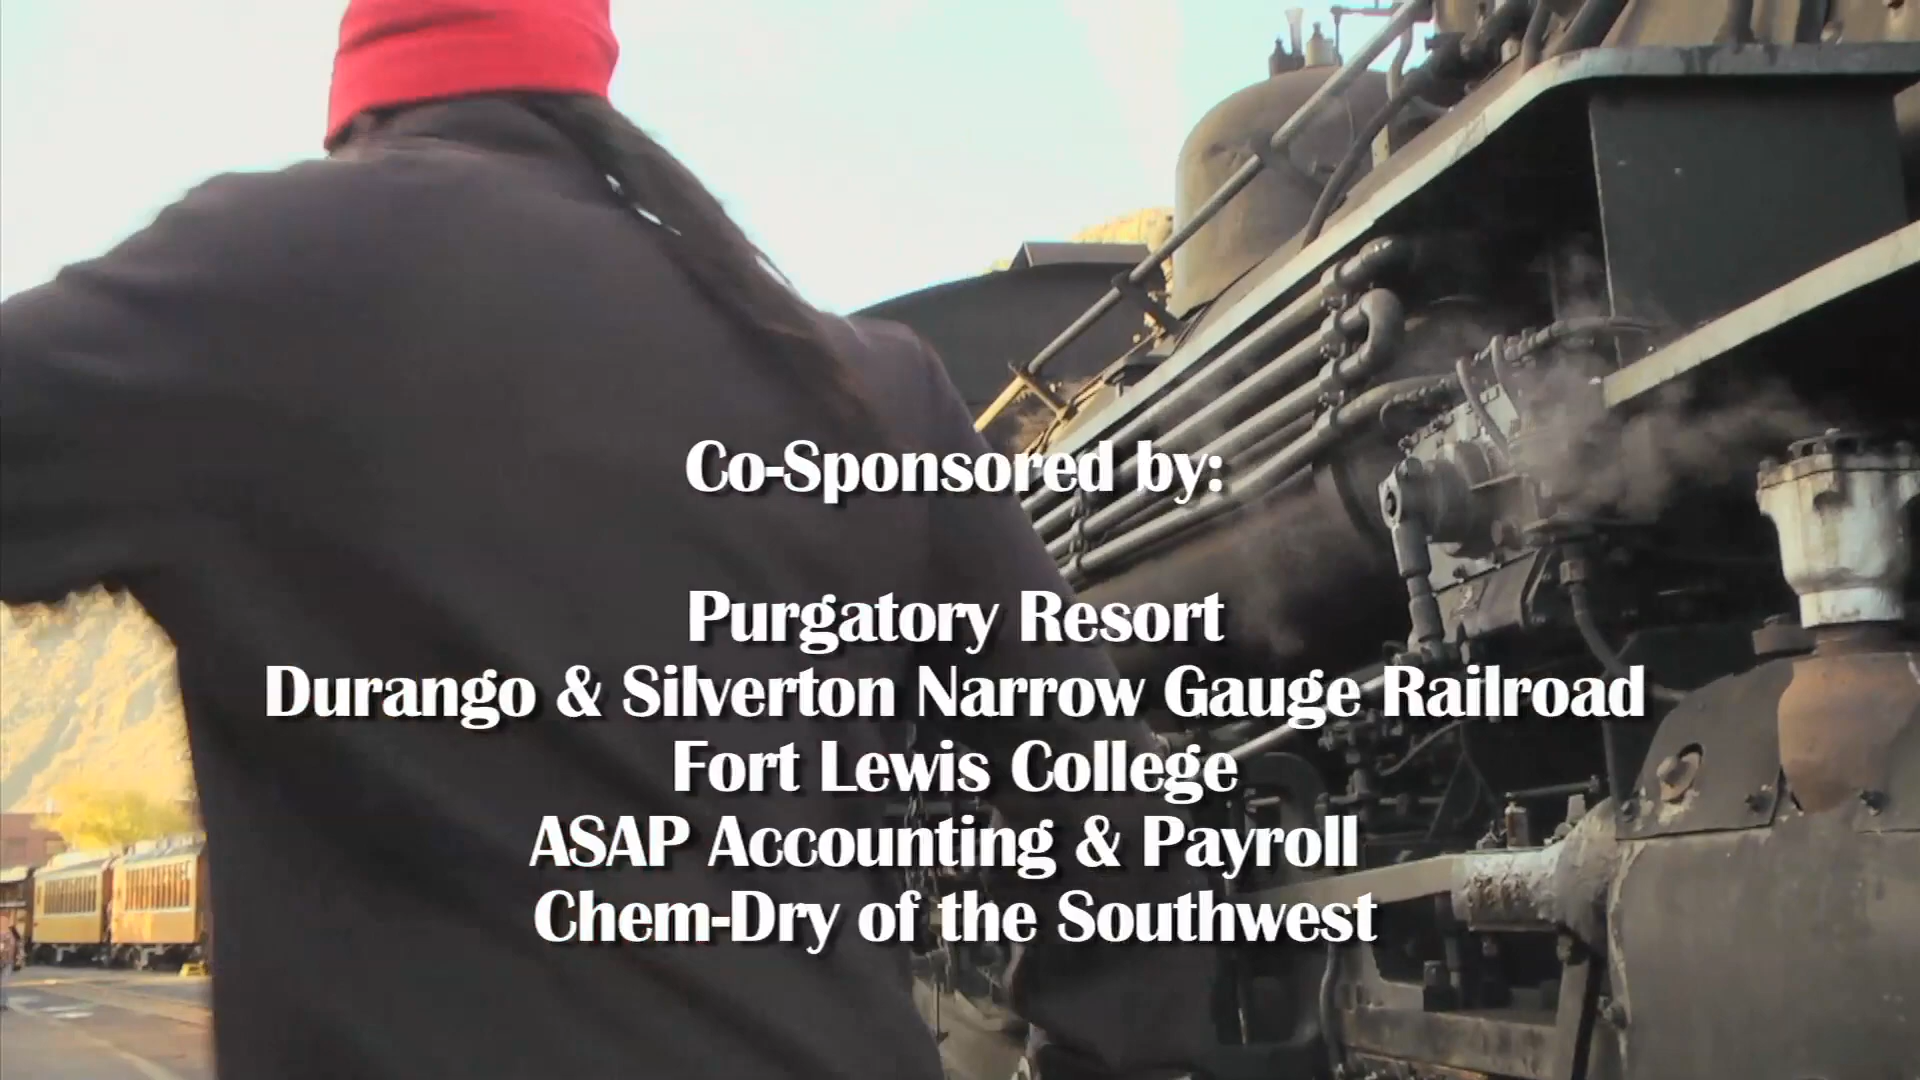 Co-Sponsored by:
Purgatory Resort
Durango & Silverton Narrow Gauge Railroad
Fort Lewis College
ASAP Accounting & Payroll
Chem-Dry of the Southwest